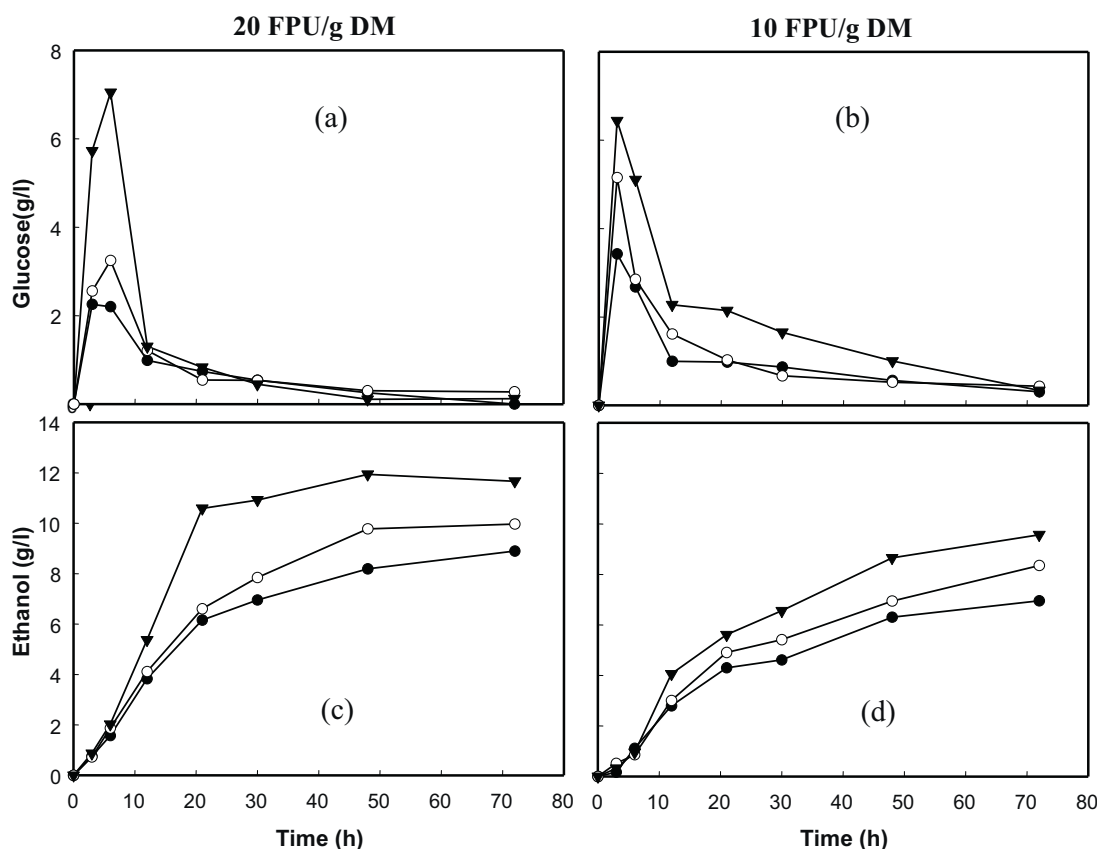 20 FPU/g DM
10 FPU/g DM
8
6
4
2
Glucose(g/l)
(a)
(b)
14
12
10
8
6
4
2
0
Ethanol (g/l)
(c)
(d)
0 10 20 30 40 50 60 70 80
0 10 20 30 40 50 60 70 80
Time (h)
Time (h)